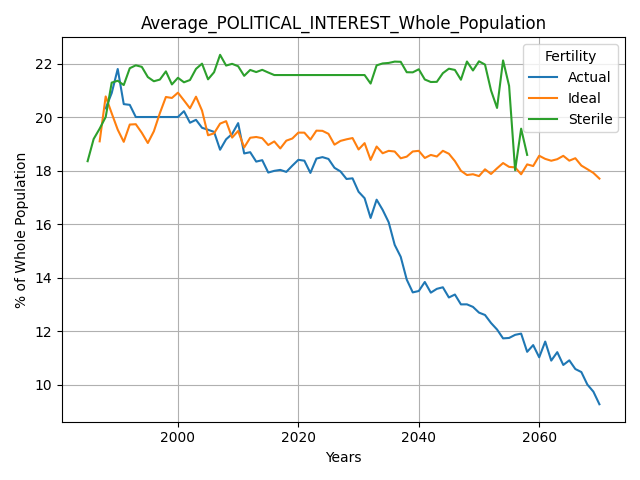 Average_POLITICAL_INTEREST_Whole_Population
Fertility
Actual
Ideal
Sterile
% of Whole Population
22
20
18
16
14
12
10
2000 2020 2040 2060
Years